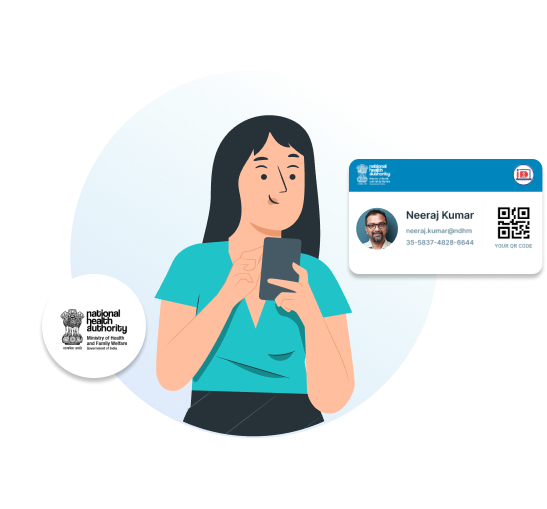 national
health
authority
Neeraj Kumar
neeraj.kumar@ndhm
35-5837-4828-6644
YOUR QR CODE
national
health
authority
Ministry of Health
and Family Welfare
Government of India